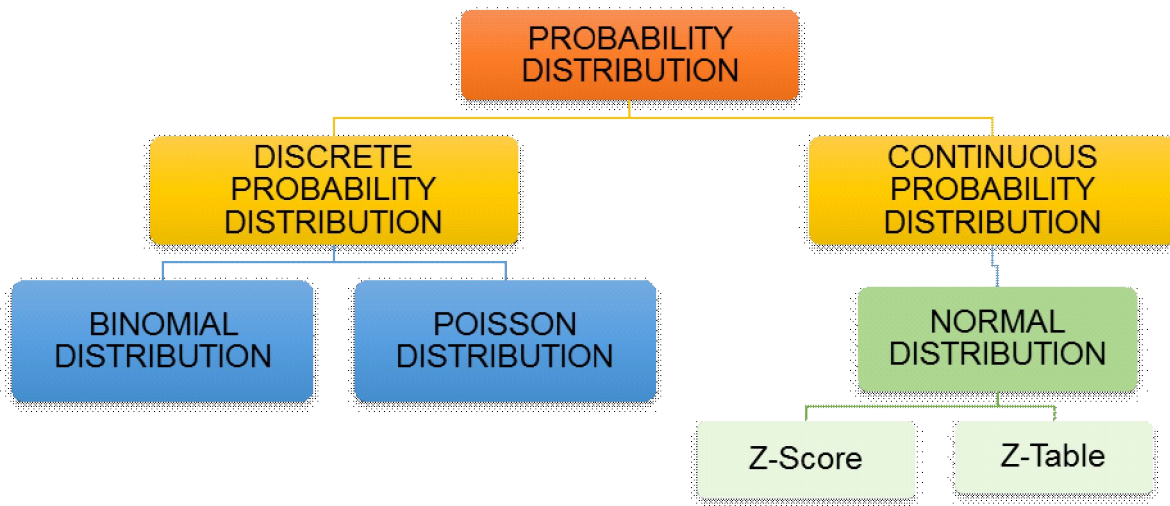 PROBABILITY
DISTRIBUTION
DISCRETE
PROBABILITY
DISTRIBUTION
CONTINUOUS
PROBABILITY
DISTRIBUTION
BINOMIAL
DISTRIBUTION
POISSON
DISTRIBUTION
NORMAL
DISTRIBUTION
Z-Score
Z-Table